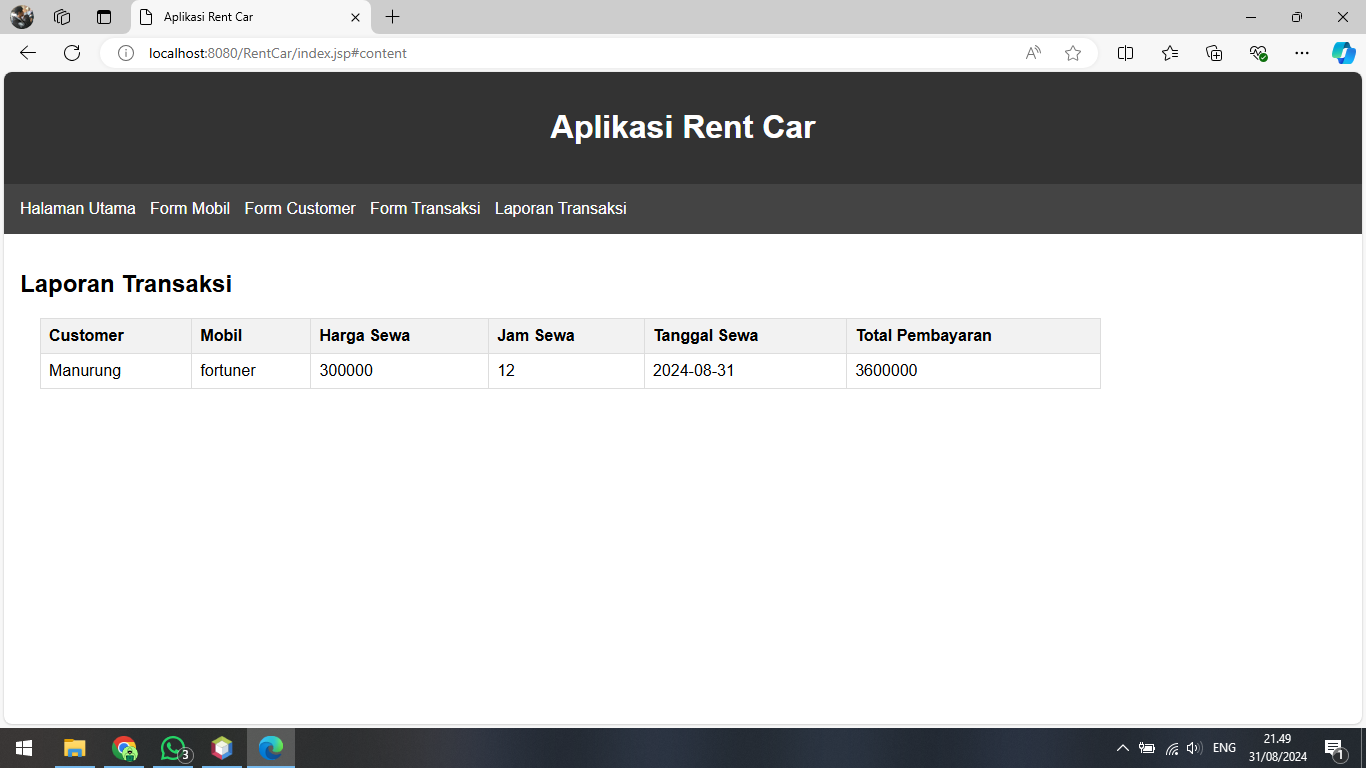 Aplikasi Rent Car
localhost:8080/RentCar/index.jsp#content
Aplikasi Rent Car
Halaman Utama Form Mobil Form Customer Form Transaksi Laporan Transaksi
Laporan Transaksi
Customer Mobil Harga Sewa Jam Sewa Tanggal Sewa Total Pembayaran
Manurung fortuner 300000 12 2024-08-31 3600000
3
ENG
21.49
31/08/2024
1